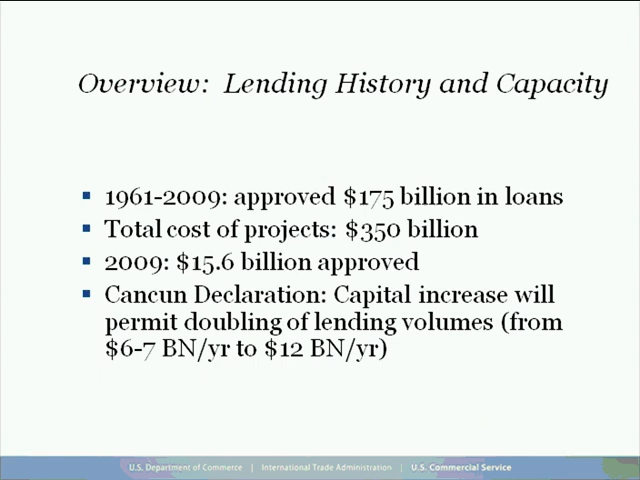 Overview: Lending History and Capacity
1961-2009: approved $175 billion in loans
Total cost of projects: $350 billion
2009: $15.6 billion approved
Cancun Declaration: Capital increase will
permit doubling of lending volumes (from
$6-7 BN/yr to $12 BN/yr)
U.S. Department of Commerce | International Trade Administration | U.S. Commercial Service